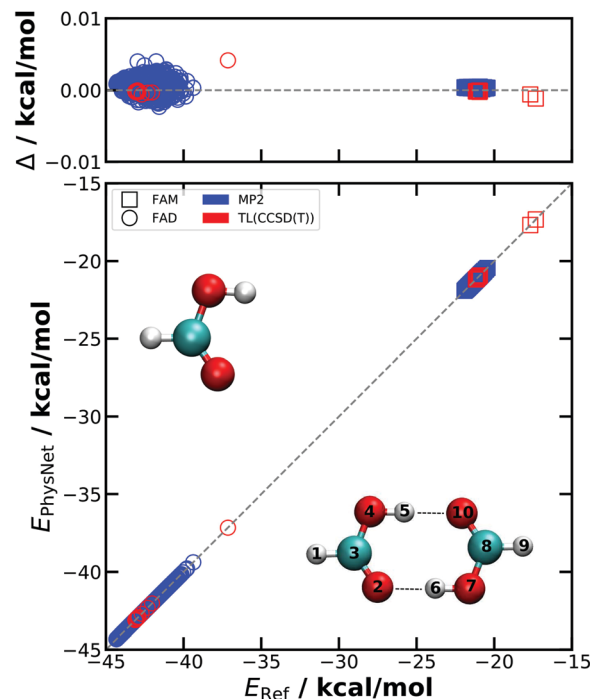 0.01
0.00
−0.01
Δ / kcal/mol
−15
−20
−25
−30
−35
−40
−45
E_PhysNet / kcal/mol
FAM MP2
FAD TL(CCSD(T))
4 5 10
1 3 8 9
2 6 7
−45 −40 −35 −30 −25 −20 −15
E_Ref / kcal/mol